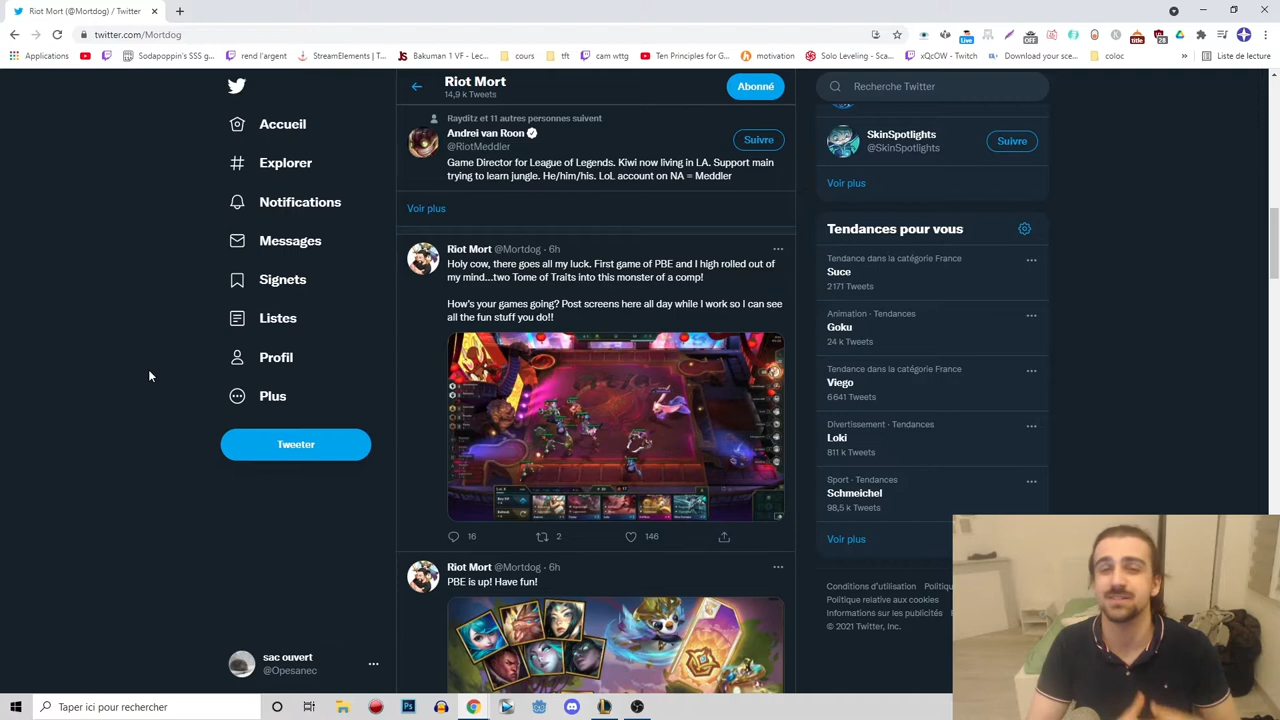 Riot Mort (@Mortdog) / Twitter
twitter.com/Mortdog
Applications
Sodapoppin's SSS g...
rend l'argent
StreamElements | T...
Bakuman 1 VF - Lec...
cours
tft
cam wttg
Ten Principles for G...
motivation
Solo Leveling - Sca...
xQcOW - Twitch
Download your sce...
coloc
Liste de lecture
Accueil
Explorer
Notifications
Messages
Signets
Listes
Profil
Plus
Tweeter
sac ouvert
@Opesanec
Riot Mort
14,9 k Tweets
Abonné
Rayditz et 11 autres personnes suivent
Andrei van Roon
@RiotMeddler
Suivre
Game Director for League of Legends. Kiwi now living in LA. Support main
trying to learn jungle. He/him/his. LoL account on NA = Meddler
Voir plus
Riot Mort @Mortdog · 6h
Holy cow, there goes all my luck. First game of PBE and I high rolled out of
my mind...two Tome of Traits into this monster of a comp!
How's your games going? Post screens here all day while I work so I can see
all the fun stuff you do!!
16
2
146
Riot Mort @Mortdog · 6h
PBE is up! Have fun!
Recherche Twitter
SkinSpotlights
@SkinSpotlights
Suivre
Voir plus
Tendances pour vous
Tendance dans la catégorie France
Suce
2 171 Tweets
Animation · Tendances
Goku
24 k Tweets
Tendance dans la catégorie France
Viego
6 641 Tweets
Divertissement · Tendances
Loki
811 k Tweets
Sport · Tendances
Schmeichel
98,5 k Tweets
Voir plus
Conditions d'utilisation
Politique relative aux cookies
Informations sur les publicités
© 2021 Twitter, Inc.
Taper ici pour rechercher